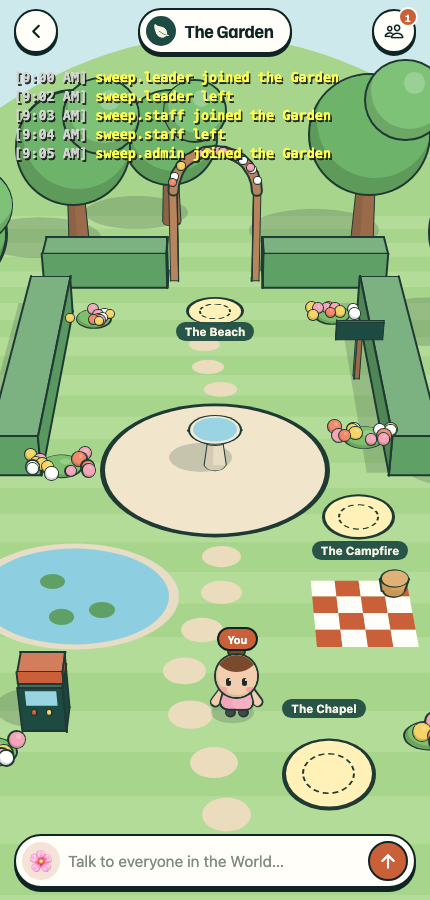 The Garden
1
[9:00 AM] sweep.leader joined the Garden
[9:02 AM] sweep.leader left
[9:03 AM] sweep.staff joined the Garden
[9:04 AM] sweep.staff left
[9:05 AM] sweep.admin joined the Garden
The Beach
The Campfire
You
The Chapel
Talk to everyone in the World...